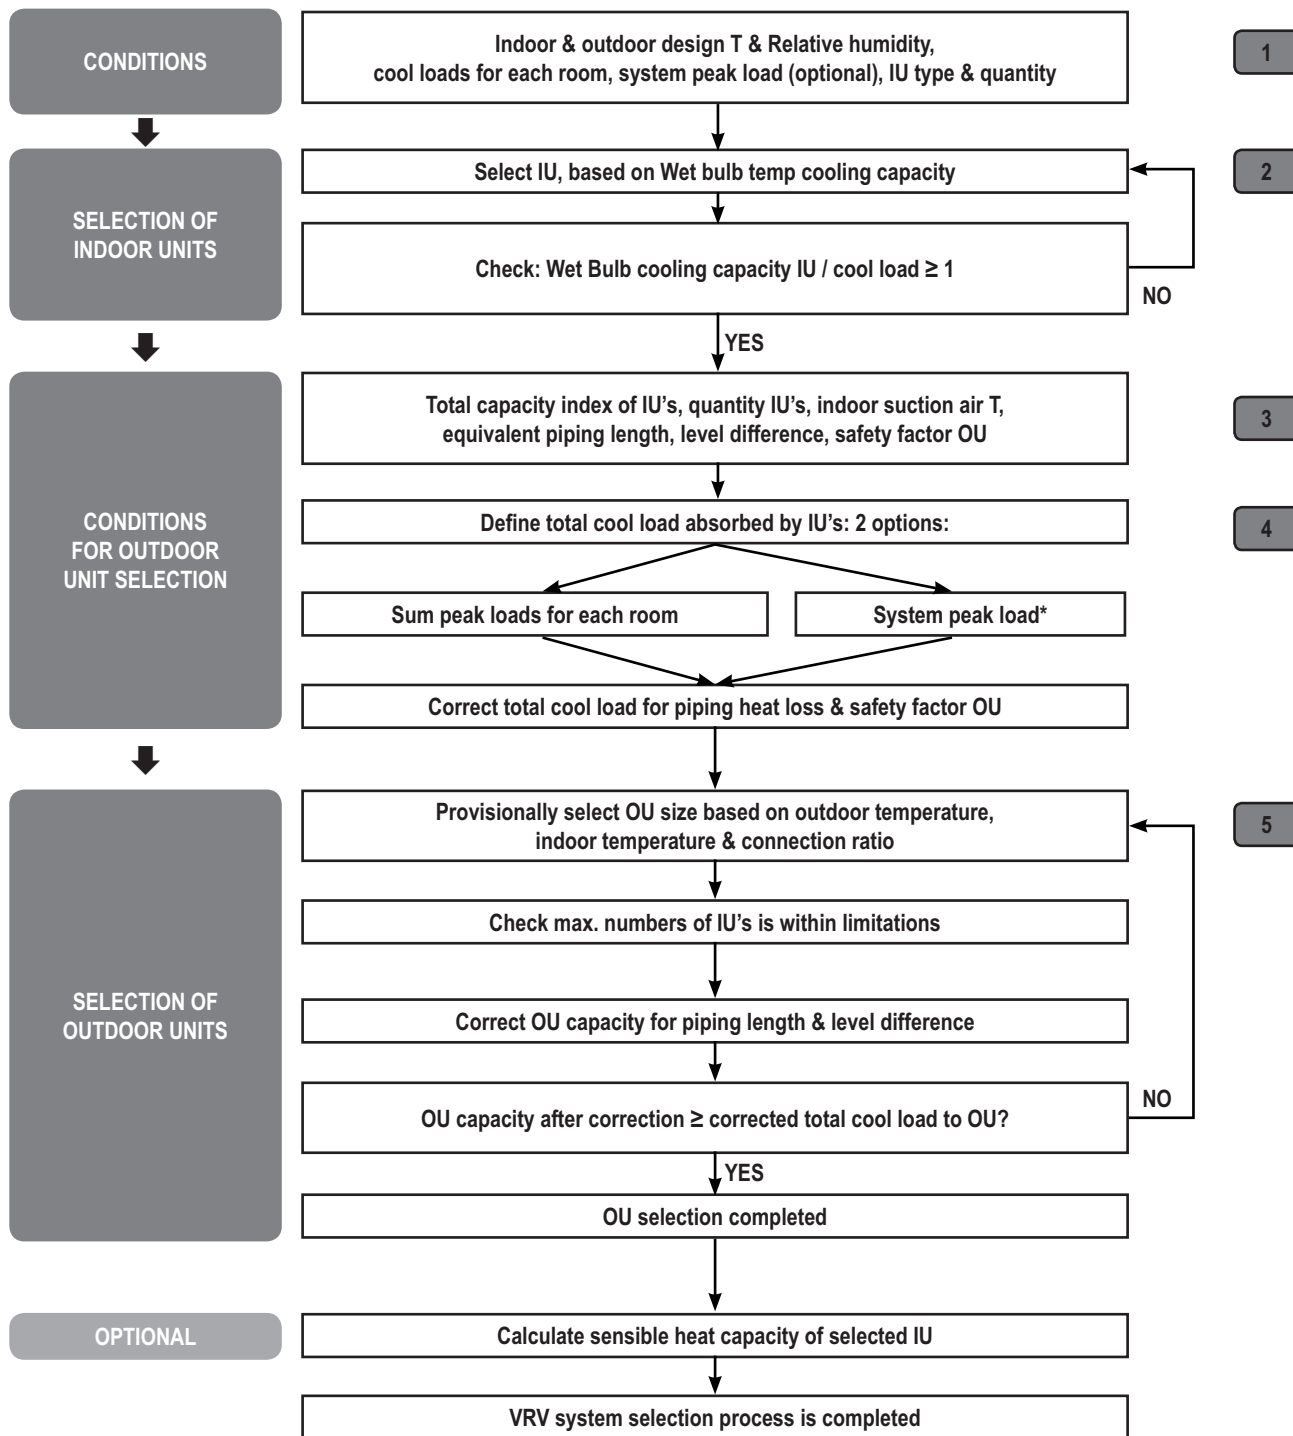 CONDITIONS
Indoor & outdoor design T & Relative humidity,
cool loads for each room, system peak load (optional), IU type & quantity
1
SELECTION OF
INDOOR UNITS
Select IU, based on Wet bulb temp cooling capacity
2
Check: Wet Bulb cooling capacity IU / cool load ≥ 1
NO
YES
CONDITIONS
FOR OUTDOOR
UNIT SELECTION
Total capacity index of IU's, quantity IU's, indoor suction air T,
equivalent piping length, level difference, safety factor OU
3
Define total cool load absorbed by IU's: 2 options:
4
Sum peak loads for each room
System peak load*
Correct total cool load for piping heat loss & safety factor OU
SELECTION OF
OUTDOOR UNITS
Provisionally select OU size based on outdoor temperature,
indoor temperature & connection ratio
5
Check max. numbers of IU's is within limitations
Correct OU capacity for piping length & level difference
OU capacity after correction ≥ corrected total cool load to OU?
NO
YES
OU selection completed
OPTIONAL
Calculate sensible heat capacity of selected IU
VRV system selection process is completed